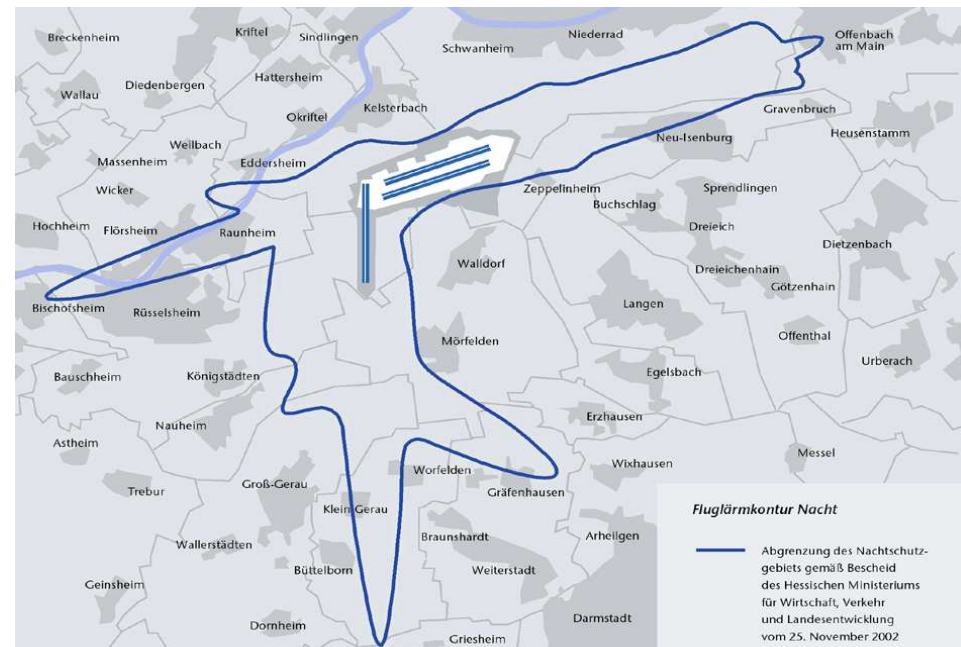 Breckenheim
Kriftel
Sindlingen
Schwanheim
Niederrad
Offenbach
am Main
Wallau
Diedenbergen
Hattersheim
Kelsterbach
Okriftel
Gravenbruch
Heusenstamm
Neu-Isenburg
Weilbach
Massenheim
Eddersheim
Wicker
Zeppelinheim
Sprendlingen
Buchschlag
Hochheim
Flörsheim
Raunheim
Dreieich
Dietzenbach
Walldorf
Dreieichenhain
Götzenhain
Bischofsheim
Rüsselsheim
Langen
Mörfelden
Offenthal
Urberach
Bauschheim
Königstädten
Egelsbach
Nauheim
Erzhausen
Astheim
Messel
Trebur
Groß-Gerau
Worfelden
Wixhausen
Gräfenhausen
Klein Gerau
Wallerstädten
Braunshardt
Arheilgen
Geinsheim
Büttelborn
Weiterstadt
Dornheim
Griesheim
Darmstadt
Fluglärmkontur Nacht
Abgrenzung des Nachtschutz-
gebiets gemäß Bescheid
des Hessischen Ministeriums
für Wirtschaft, Verkehr
und Landesentwicklung
vom 25. November 2002